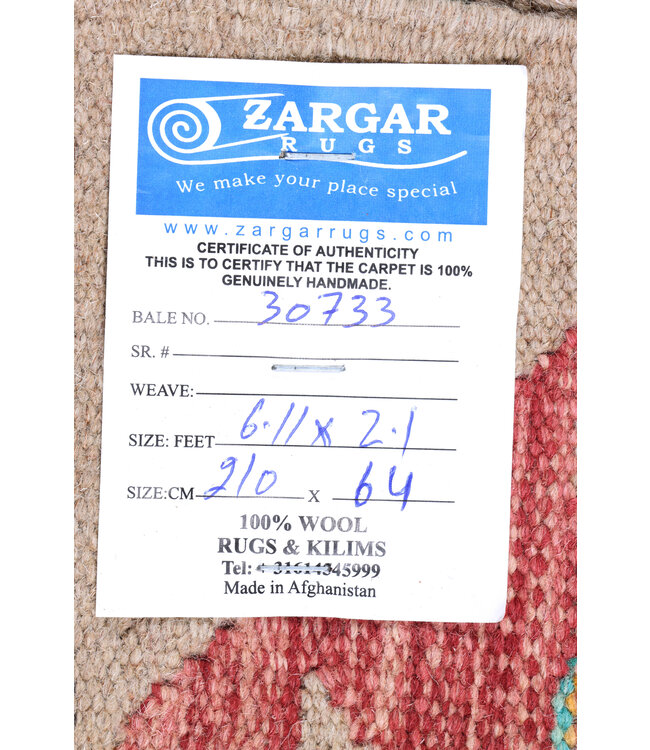 ZARGAR
RUGS
We make your place special
www.zargarrugs.com
CERTIFICATE OF AUTHENTICITY
THIS IS TO CERTIFY THAT THE CARPET IS 100%
GENUINELY HANDMADE.
BALE NO. 30733
SR. #
WEAVE:
SIZE: FEET 6.11 x 2.1
SIZE:CM 210 X 64
100% WOOL
RUGS & KILIMS
Tel: + 31614345999
Made in Afghanistan